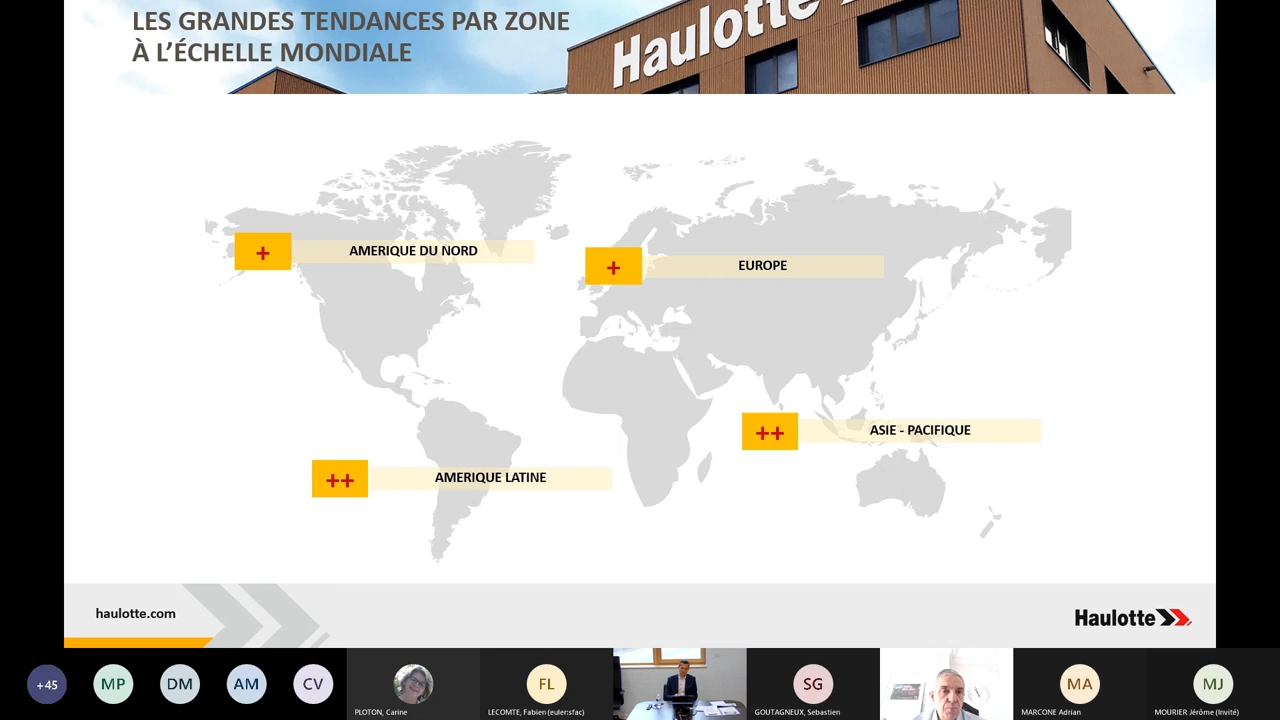 LES GRANDES TENDANCES PAR ZONE
À L'ÉCHELLE MONDIALE
Haulotte
+ AMERIQUE DU NORD
+ EUROPE
++ ASIE - PACIFIQUE
++ AMERIQUE LATINE
haulotte.com
Haulotte
+45
MP
DM
AM
CV
PLOTON, Carine
FL
LECOMTE, Fabien (euler:sfac)
SG
GOUTAGNEUX, Sebastien
MA
MARCONE Adrian
MJ
MOURIER Jérôme (Invité)